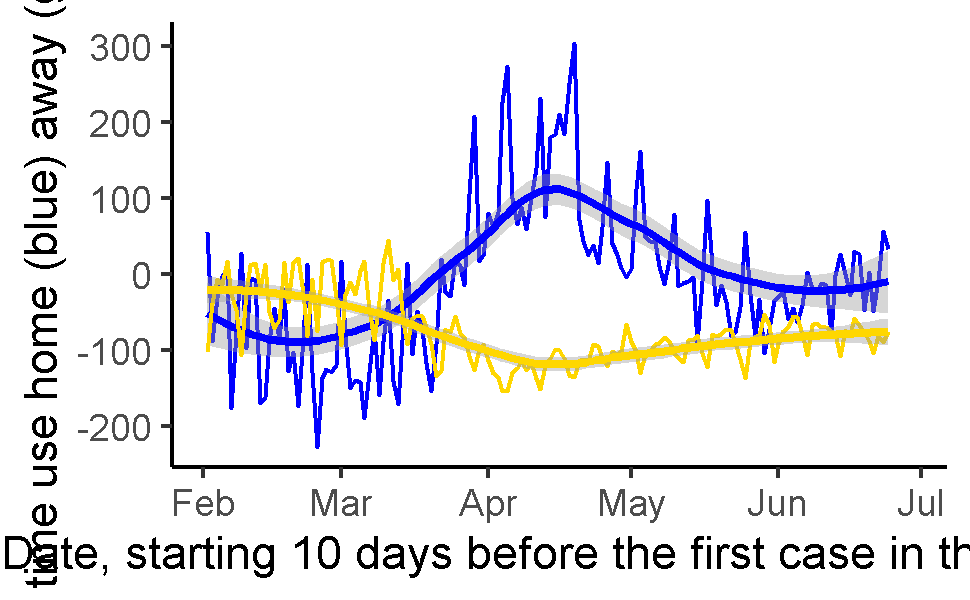 time use home (blue) away (
300
200
100
0
-100
-200
Feb Mar Apr May Jun Jul
Date, starting 10 days before the first case in th